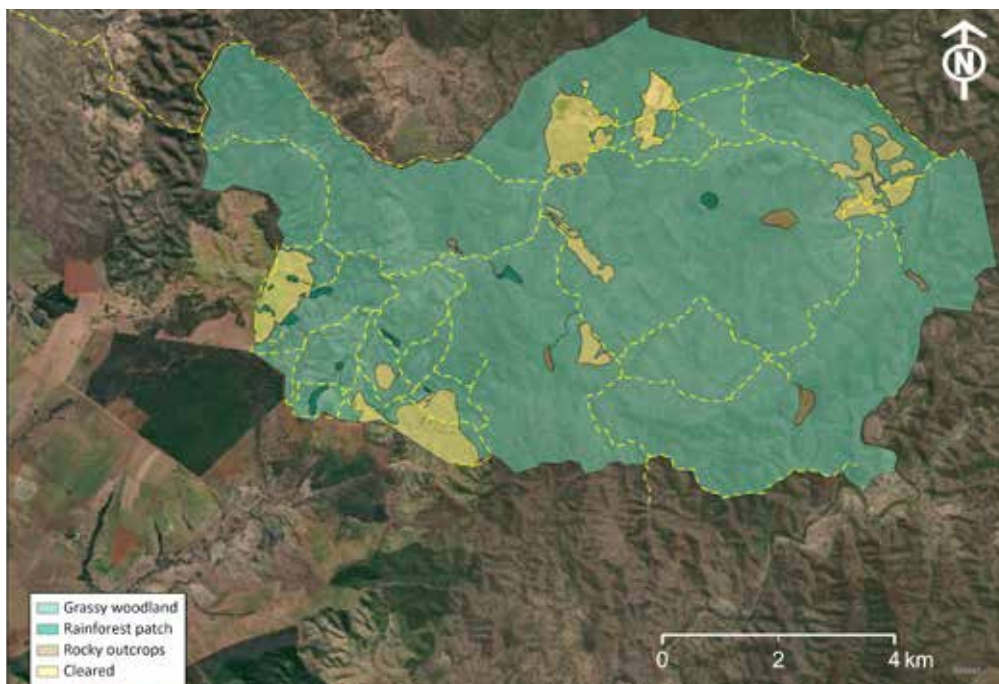 N
Grassy woodland
Rainforest patch
Rocky outcrops
Cleared
0 2 4 km